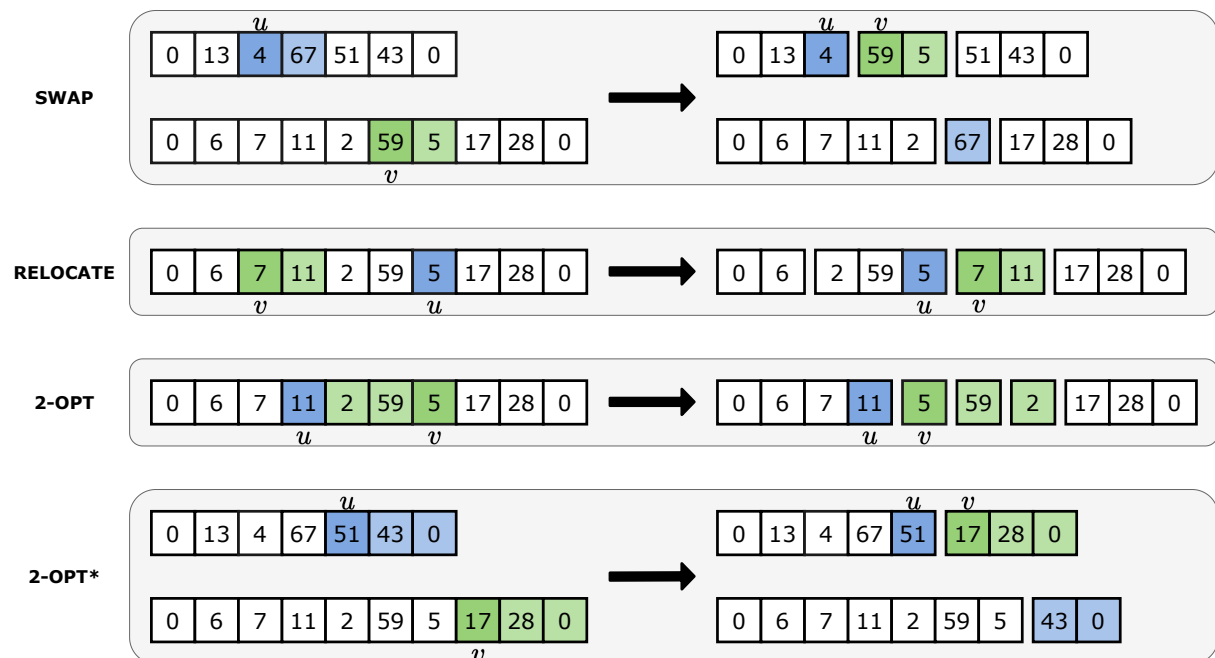 u u v
0 13 4 67 51 43 0 0 13 4 59 5 51 43 0
SWAP
0 6 7 11 2 59 5 17 28 0 0 6 7 11 2 67 17 28 0
v
RELOCATE 0 6 7 11 2 59 5 17 28 0 0 6 2 59 5 7 11 17 28 0
v u u v
2-OPT 0 6 7 11 2 59 5 17 28 0 0 6 7 11 5 59 2 17 28 0
u v u v
u u v
0 13 4 67 51 43 0 0 13 4 67 51 17 28 0
2-OPT*
0 6 7 11 2 59 5 17 28 0 0 6 7 11 2 59 5 43 0
v